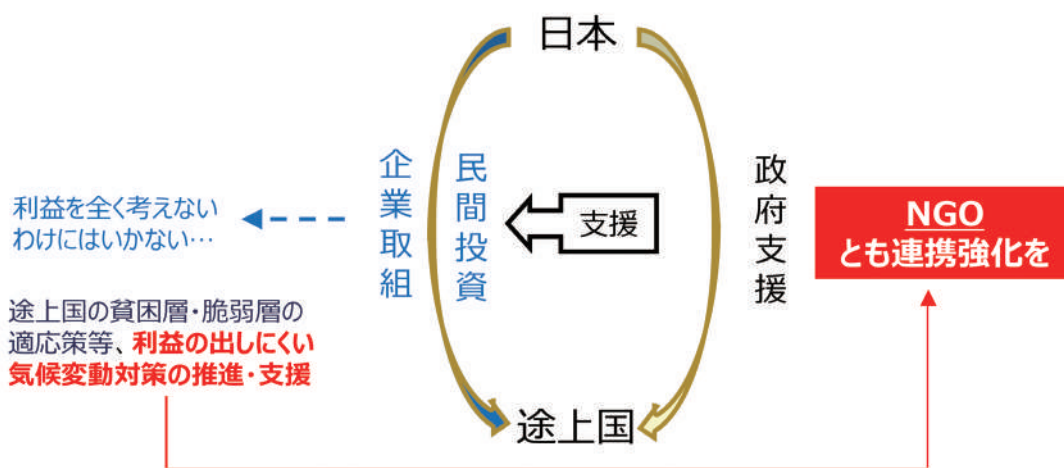 日本
企業取組
民間投資
支援
政府支援
NGO
とも連携強化を
利益を全く考えない
わけにはいかない…
途上国の貧困層・脆弱層の
適応策等、利益の出しにくい
気候変動対策の推進・支援
途上国